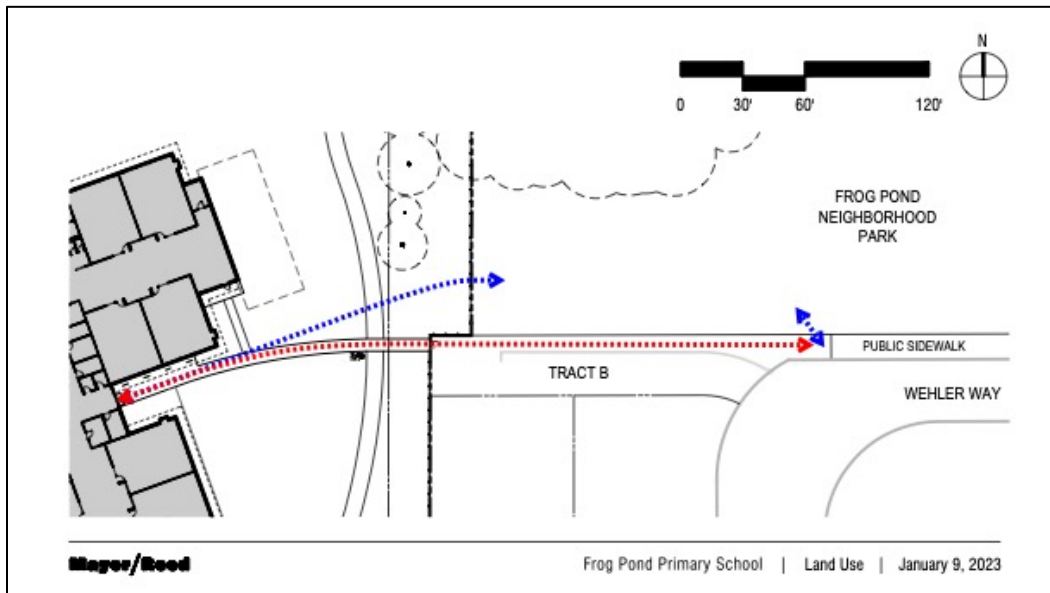 N
0 30' 60' 120'
FROG POND
NEIGHBORHOOD
PARK
PUBLIC SIDEWALK
TRACT B
WEHLER WAY
Mayer/Reed
Frog Pond Primary School | Land Use | January 9, 2023